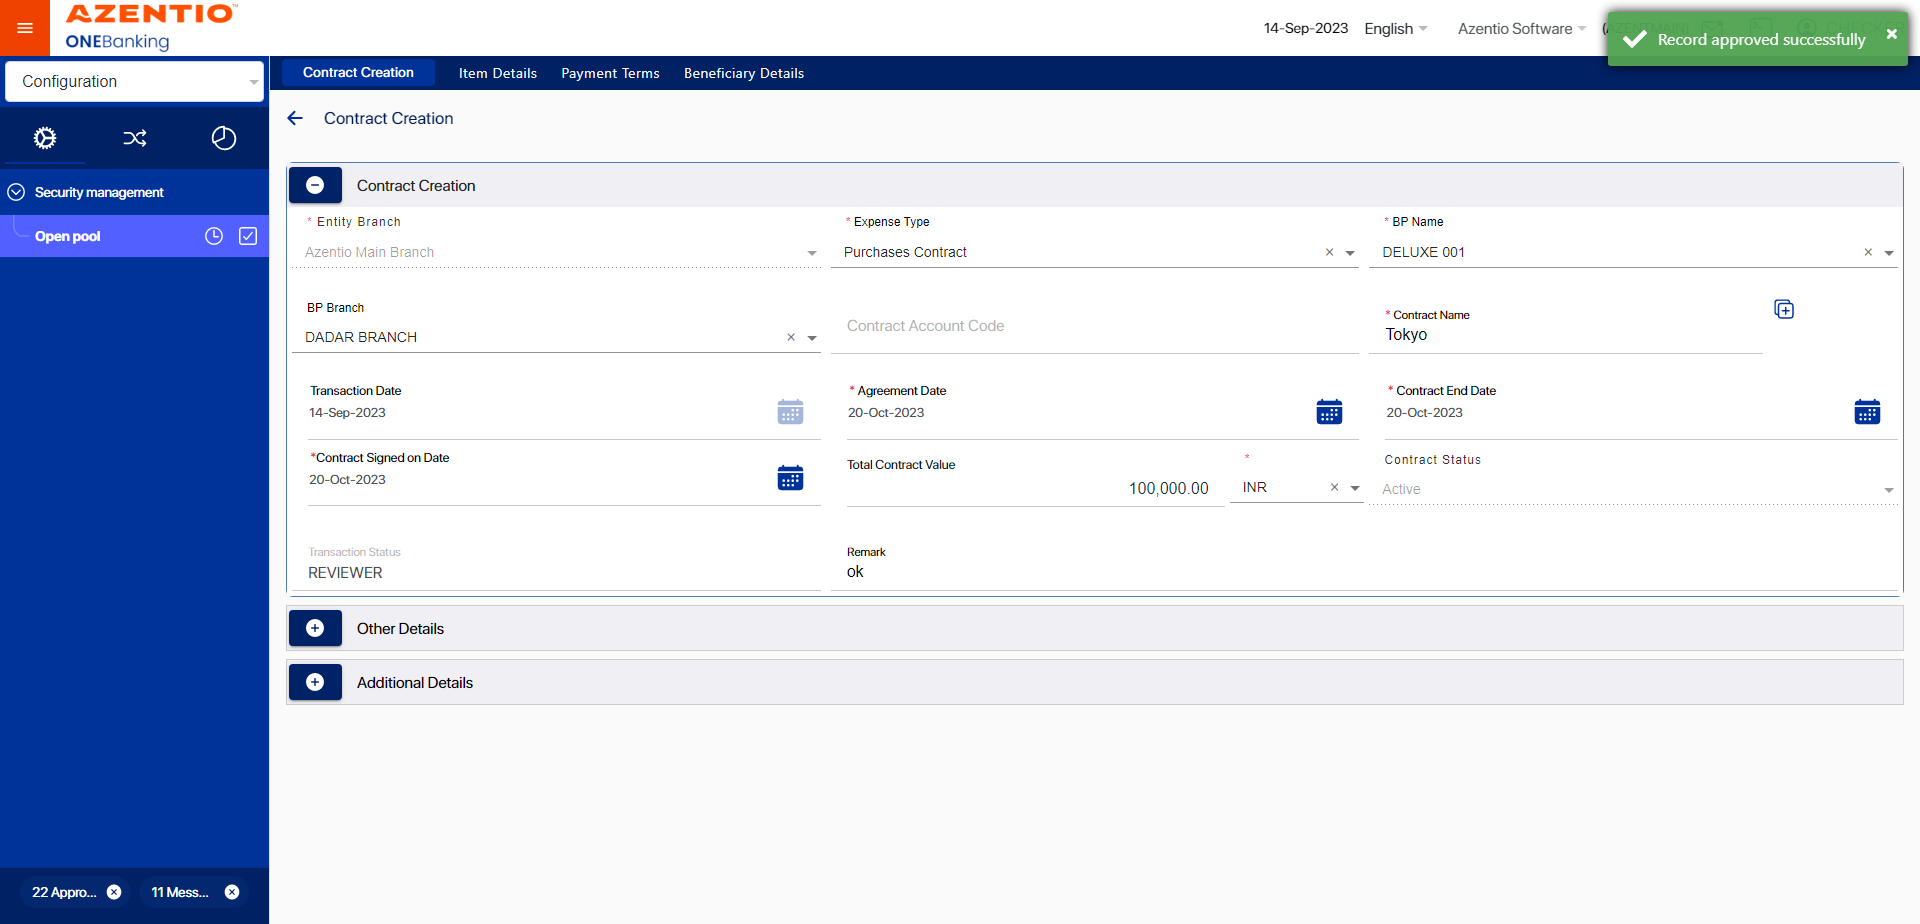 AZENTIO™
ONEBanking
14-Sep-2023 English Azentio Software
Record approved successfully
Configuration
Contract Creation Item Details Payment Terms Beneficiary Details
Contract Creation
Security management
Open pool
Contract Creation
* Entity Branch
Azentio Main Branch
* Expense Type
Purchases Contract
* BP Name
DELUXE 001
BP Branch
DADAR BRANCH
Contract Account Code
* Contract Name
Tokyo
Transaction Date
14-Sep-2023
* Agreement Date
20-Oct-2023
* Contract End Date
20-Oct-2023
*Contract Signed on Date
20-Oct-2023
Total Contract Value
100,000.00
*
INR
Contract Status
Active
Transaction Status
REVIEWER
Remark
ok
Other Details
Additional Details
22 Appro... 11 Mess...